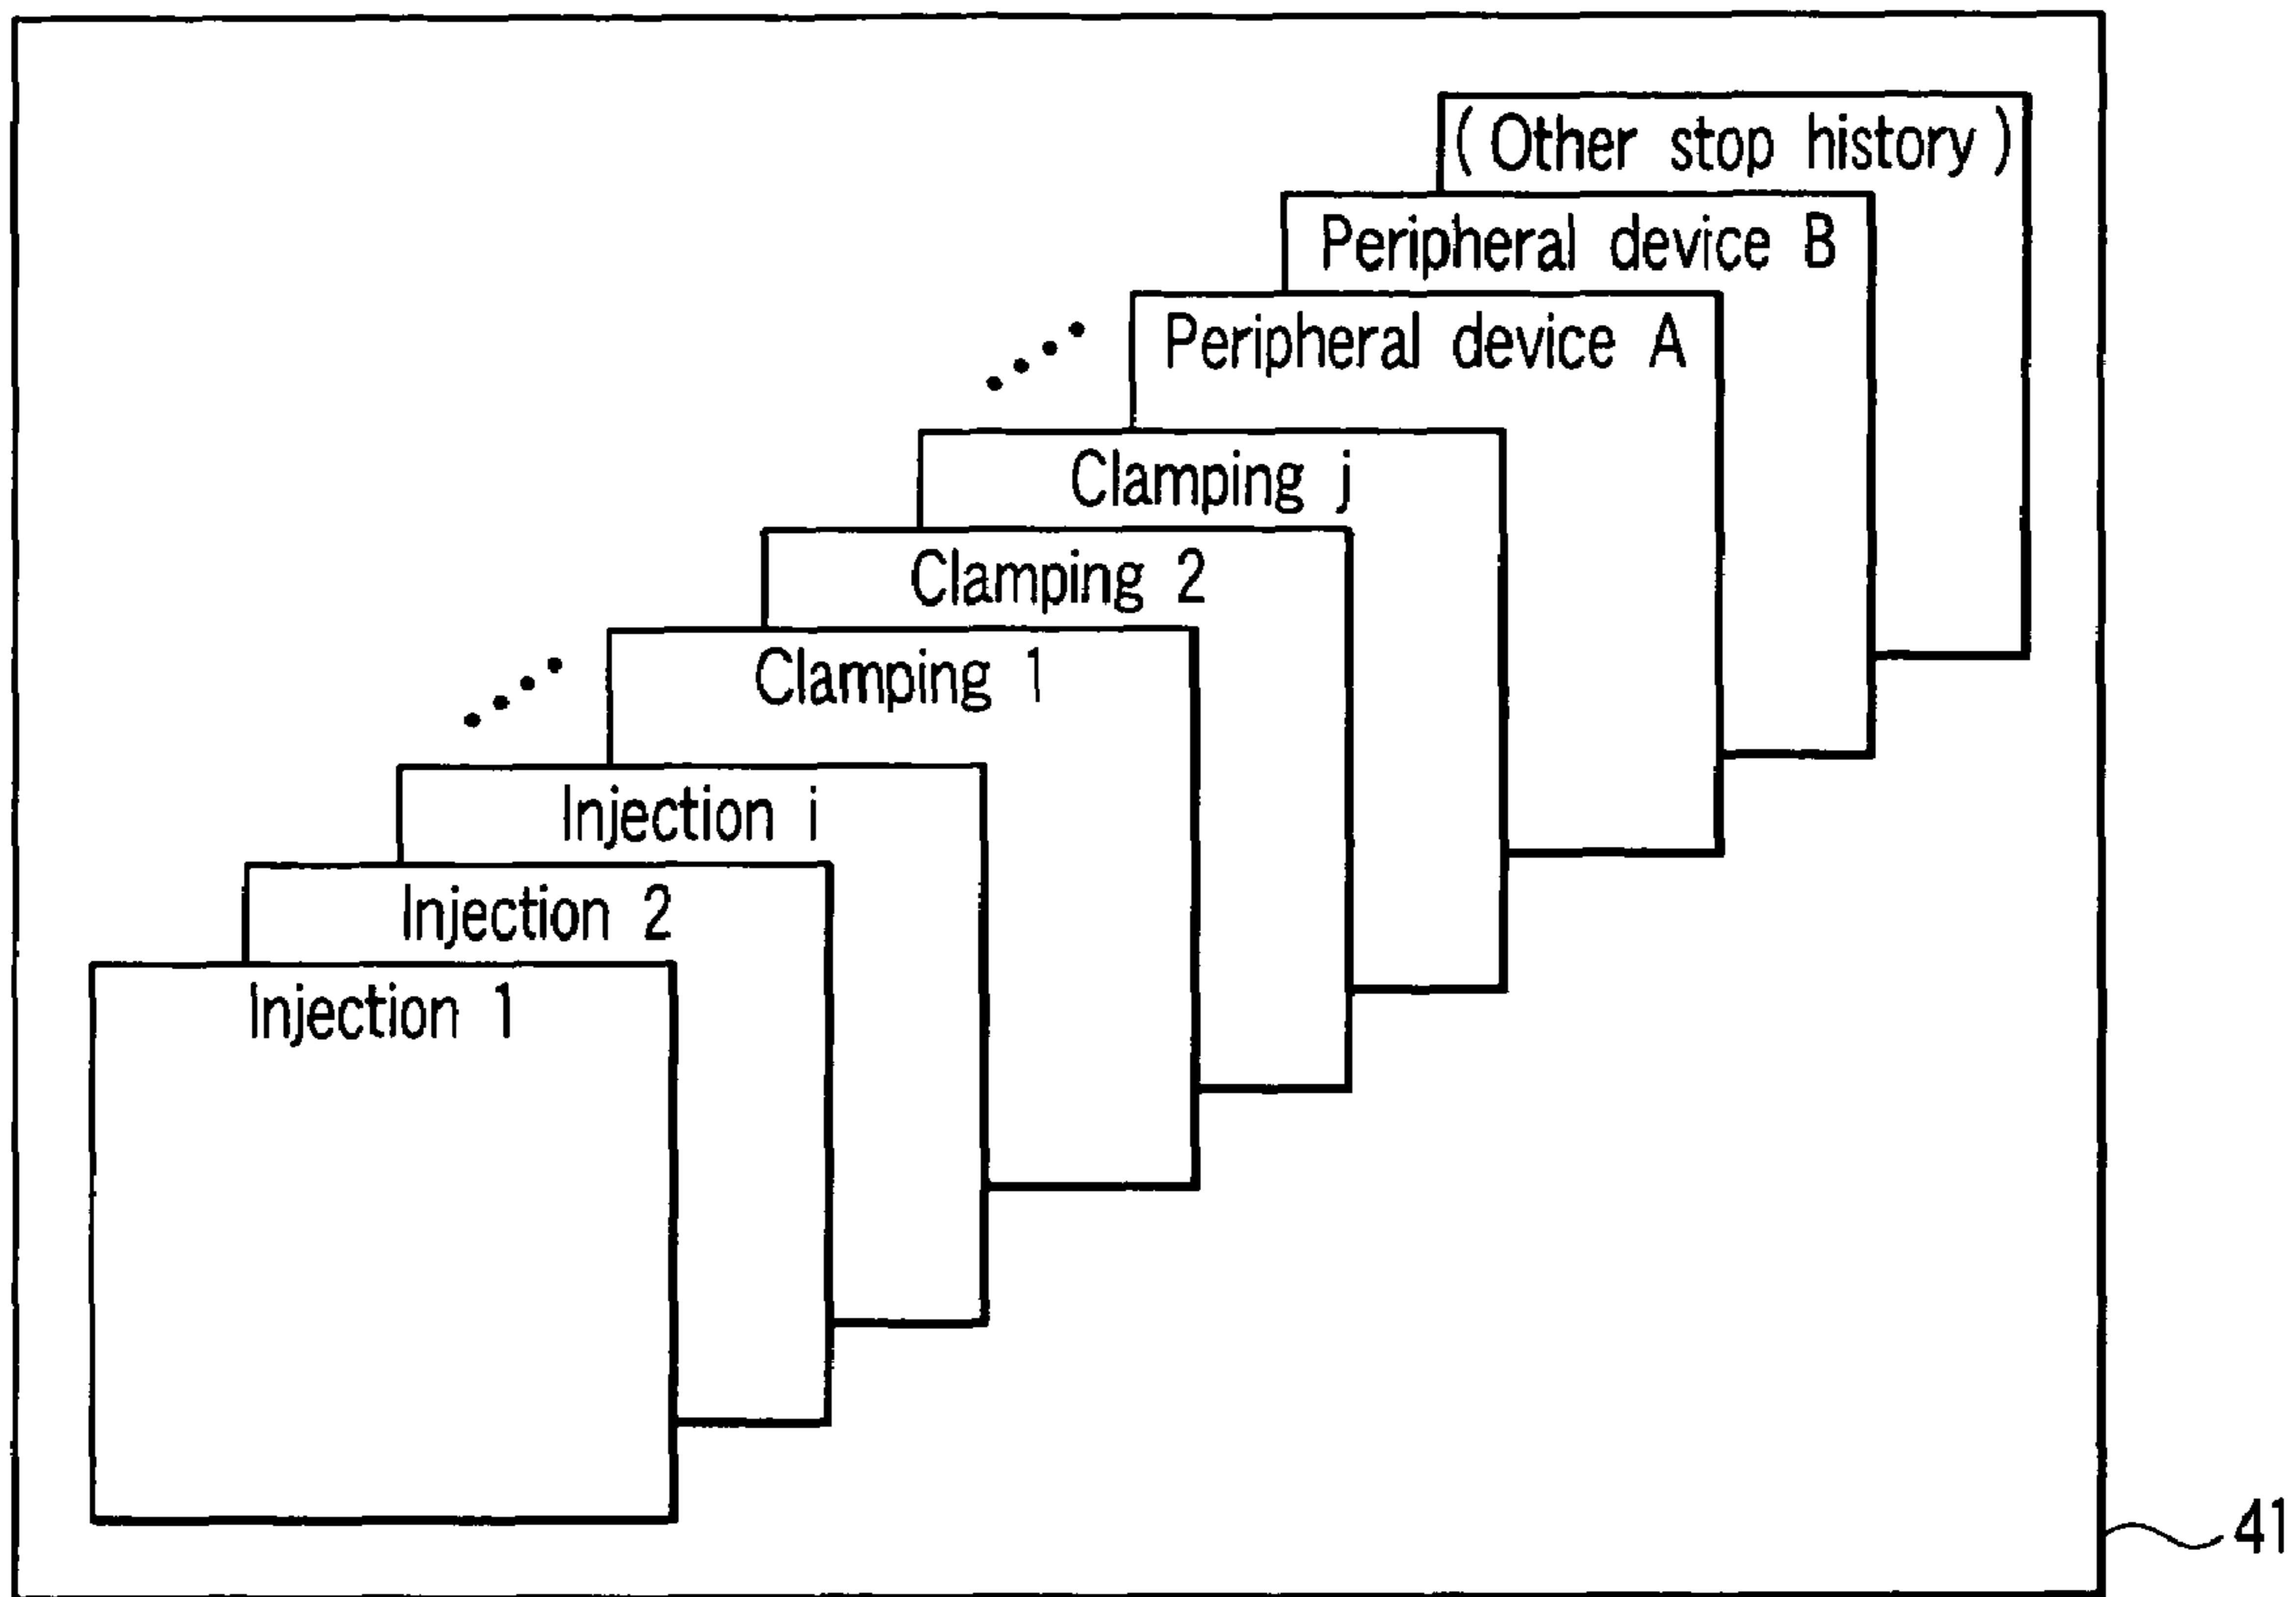 (Other stop history)
Peripheral device B
Peripheral device A
Clamping j
Clamping 2
Clamping 1
Injection i
Injection 2
Injection 1
41